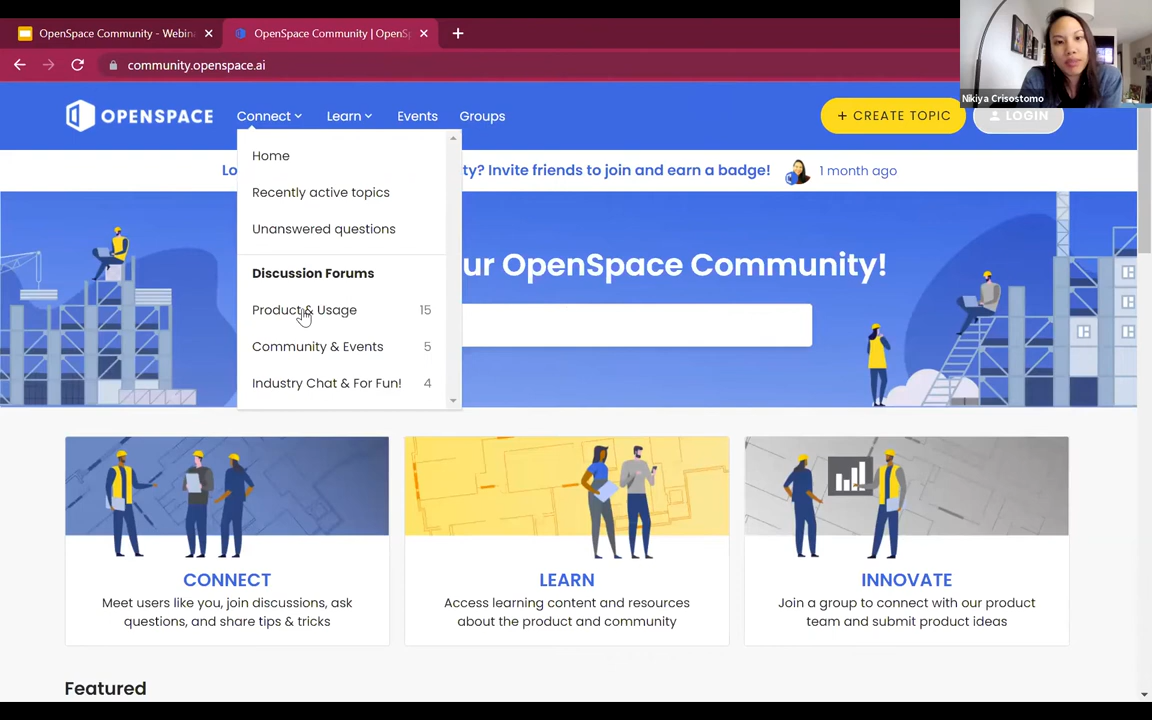 OpenSpace Community - Webin
OpenSpace Community | OpenS
community.openspace.ai
Nikiya Crisostomo
OPENSPACE
Connect
Learn
Events
Groups
+ CREATE TOPIC
LOGIN
Home
Recently active topics
Unanswered questions
Discussion Forums
Product & Usage 15
Community & Events 5
Industry Chat & For Fun! 4
Lo
ty? Invite friends to join and earn a badge!
1 month ago
ur OpenSpace Community!
CONNECT
Meet users like you, join discussions, ask
questions, and share tips & tricks
LEARN
Access learning content and resources
about the product and community
INNOVATE
Join a group to connect with our product
team and submit product ideas
Featured